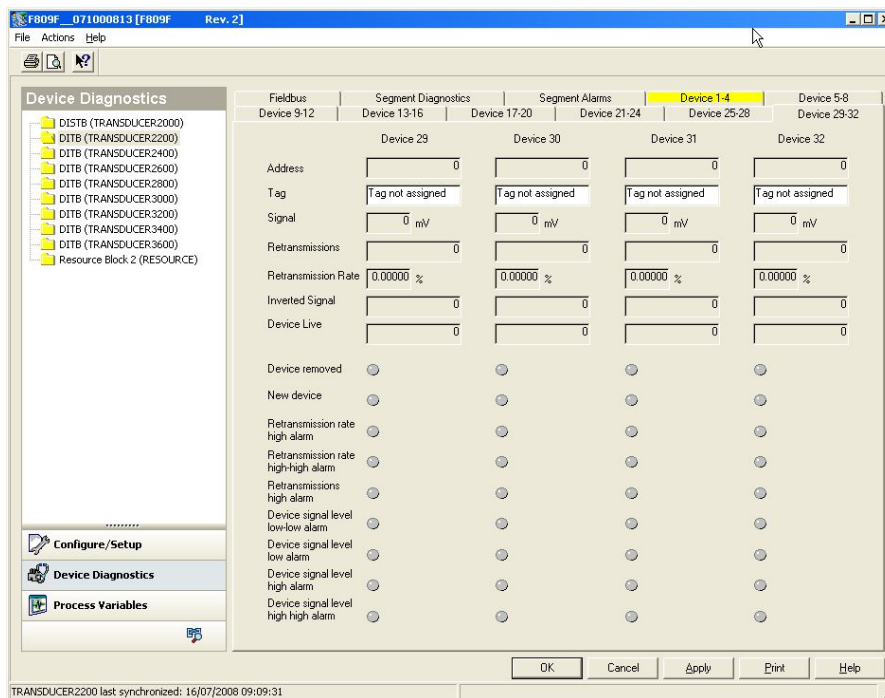 F809F__071000813 [F809F Rev. 2]
File Actions Help
Device Diagnostics
DISTB (TRANSDUCER2000)
DITB (TRANSDUCER2200)
DITB (TRANSDUCER2400)
DITB (TRANSDUCER2600)
DITB (TRANSDUCER2800)
DITB (TRANSDUCER3000)
DITB (TRANSDUCER3200)
DITB (TRANSDUCER3400)
DITB (TRANSDUCER3600)
Resource Block 2 (RESOURCE)
Configure/Setup
Device Diagnostics
Process Variables
Fieldbus Segment Diagnostics Segment Alarms Device 1-4 Device 5-8
Device 9-12 Device 13-16 Device 17-20 Device 21-24 Device 25-28 Device 29-32
Device 29 Device 30 Device 31 Device 32
Address 0 0 0 0
Tag Tag not assigned Tag not assigned Tag not assigned Tag not assigned
Signal 0 mV 0 mV 0 mV 0 mV
Retransmissions 0 0 0 0
Retransmission Rate 0.00000 % 0.00000 % 0.00000 % 0.00000 %
Inverted Signal 0 0 0 0
Device Live 0 0 0 0
Device removed
New device
Retransmission rate
high alarm
Retransmission rate
high-high alarm
Retransmissions
high alarm
Device signal level
low-low alarm
Device signal level
low alarm
Device signal level
high alarm
Device signal level
high high alarm
OK Cancel Apply Print Help
TRANSDUCER2200 last synchronized: 16/07/2008 09:09:31